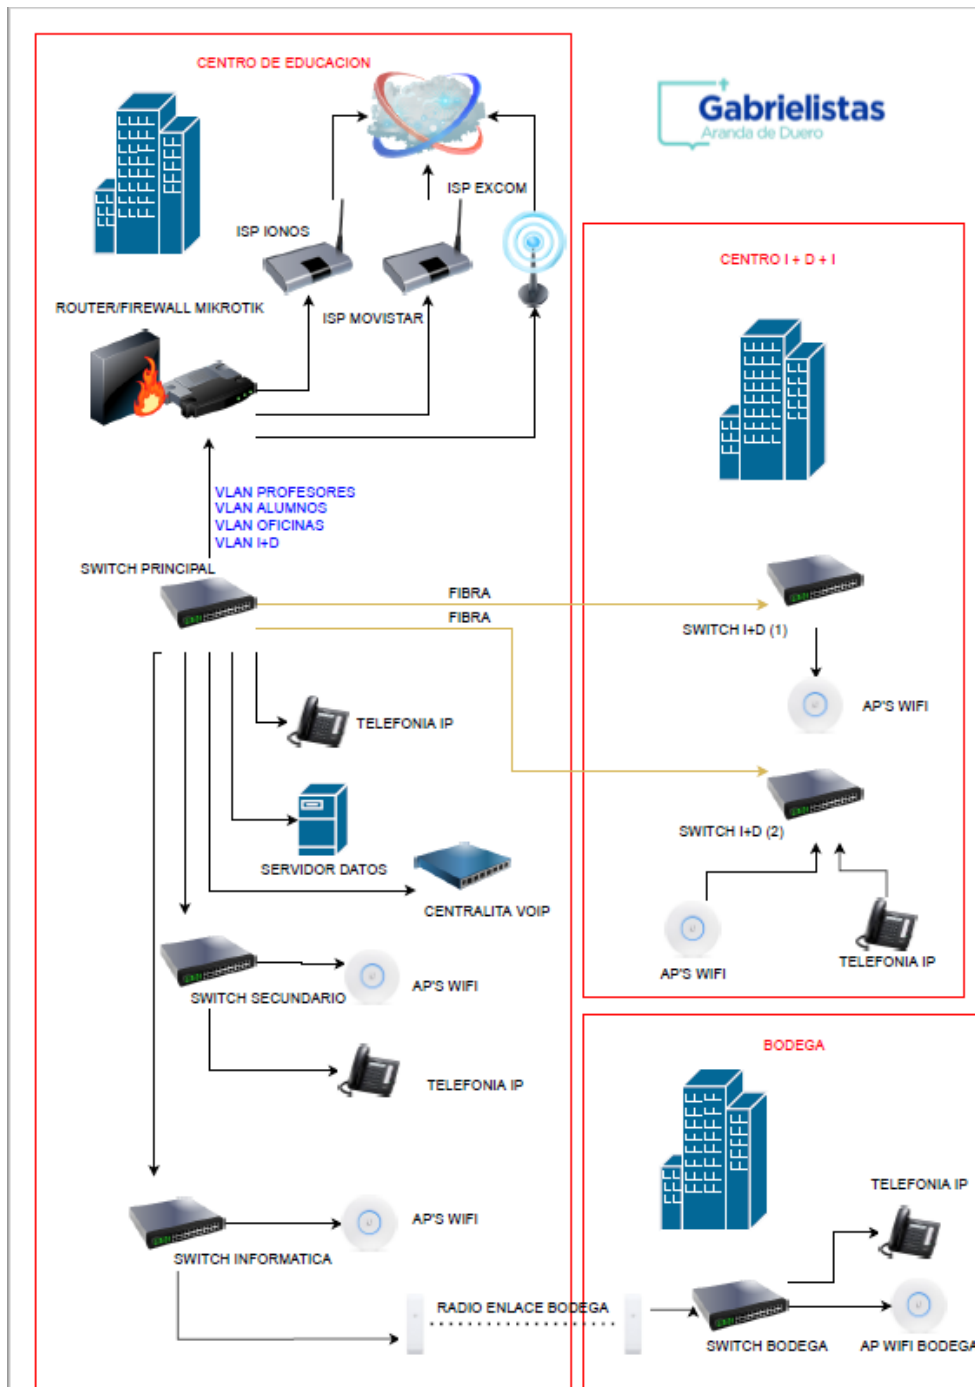 CENTRO DE EDUCACION
Gabrielistas
Aranda de Duero
ISP EXCOM
ISP IONOS
CENTRO I + D + I
ROUTER/FIREWALL MIKROTIK
ISP MOVISTAR
VLAN PROFESORES
VLAN ALUMNOS
VLAN OFICINAS
VLAN I+D
SWITCH PRINCIPAL
FIBRA
FIBRA
SWITCH I+D (1)
AP'S WIFI
TELEFONIA IP
SWITCH I+D (2)
SERVIDOR DATOS
CENTRALITA VOIP
AP'S WIFI
TELEFONIA IP
AP'S WIFI
SWITCH SECUNDARIO
BODEGA
TELEFONIA IP
TELEFONIA IP
AP'S WIFI
SWITCH INFORMATICA
RADIO ENLACE BODEGA
SWITCH BODEGA
AP WIFI BODEGA